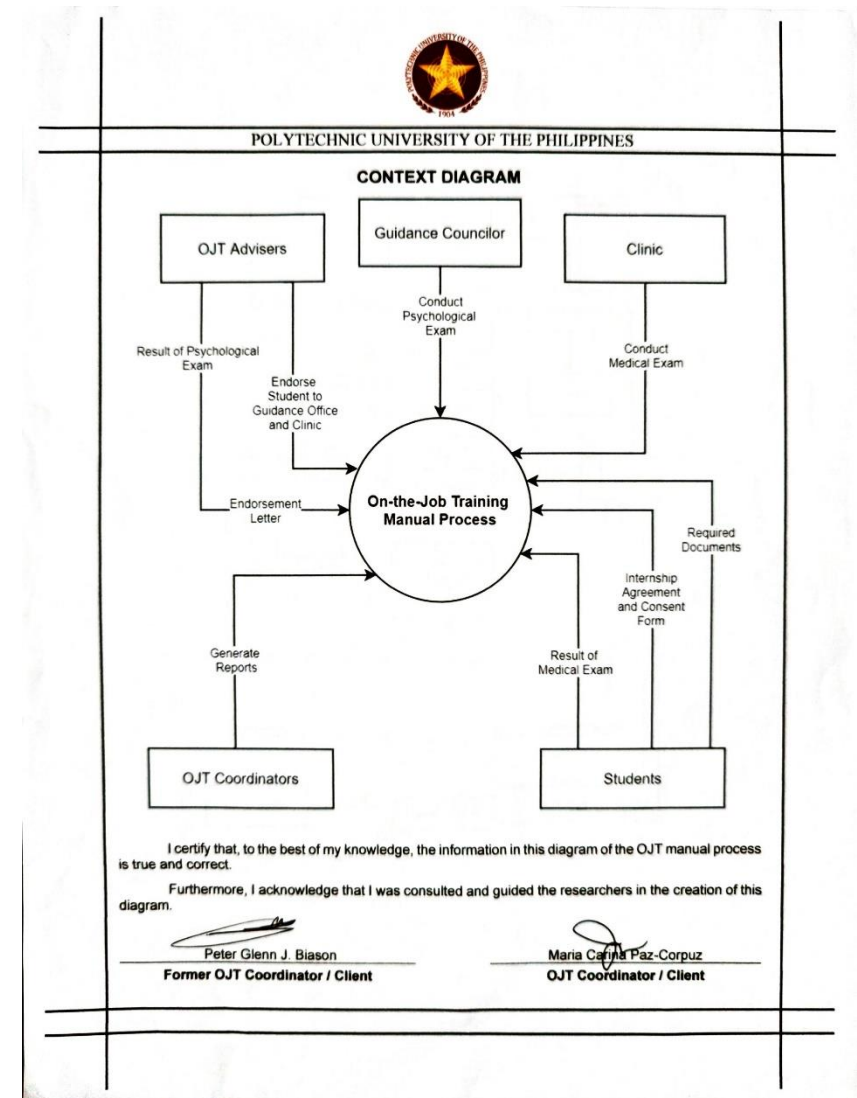 POLYTECHNIC UNIVERSITY OF THE PHILIPPINES
1904
POLYTECHNIC UNIVERSITY OF THE PHILIPPINES
CONTEXT DIAGRAM
OJT Advisers
Guidance Councilor
Clinic
Conduct
Psychological
Exam
Result of Psychological
Exam
Conduct
Medical Exam
Endorse
Student to
Guidance Office
and Clinic
Endorsement
Letter
On-the-Job Training
Manual Process
Required
Documents
Internship
Agreement
and Consent
Form
Generate
Reports
Result of
Medical Exam
OJT Coordinators
Students
I certify that, to the best of my knowledge, the information in this diagram of the OJT manual process
is true and correct.
Furthermore, I acknowledge that I was consulted and guided the researchers in the creation of this
diagram.
Peter Glenn J. Biason
Former OJT Coordinator / Client
Maria Carina Paz-Corpuz
OJT Coordinator / Client